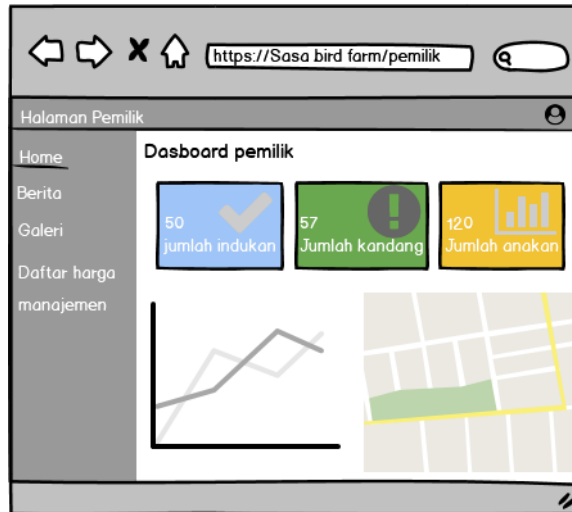 https://Sasa bird farm/pemilik
Halaman Pemilik
Home
Berita
Galeri
Daftar harga
manajemen
Dasboard pemilik
50
jumlah indukan
57
Jumlah kandang
120
Jumlah anakan